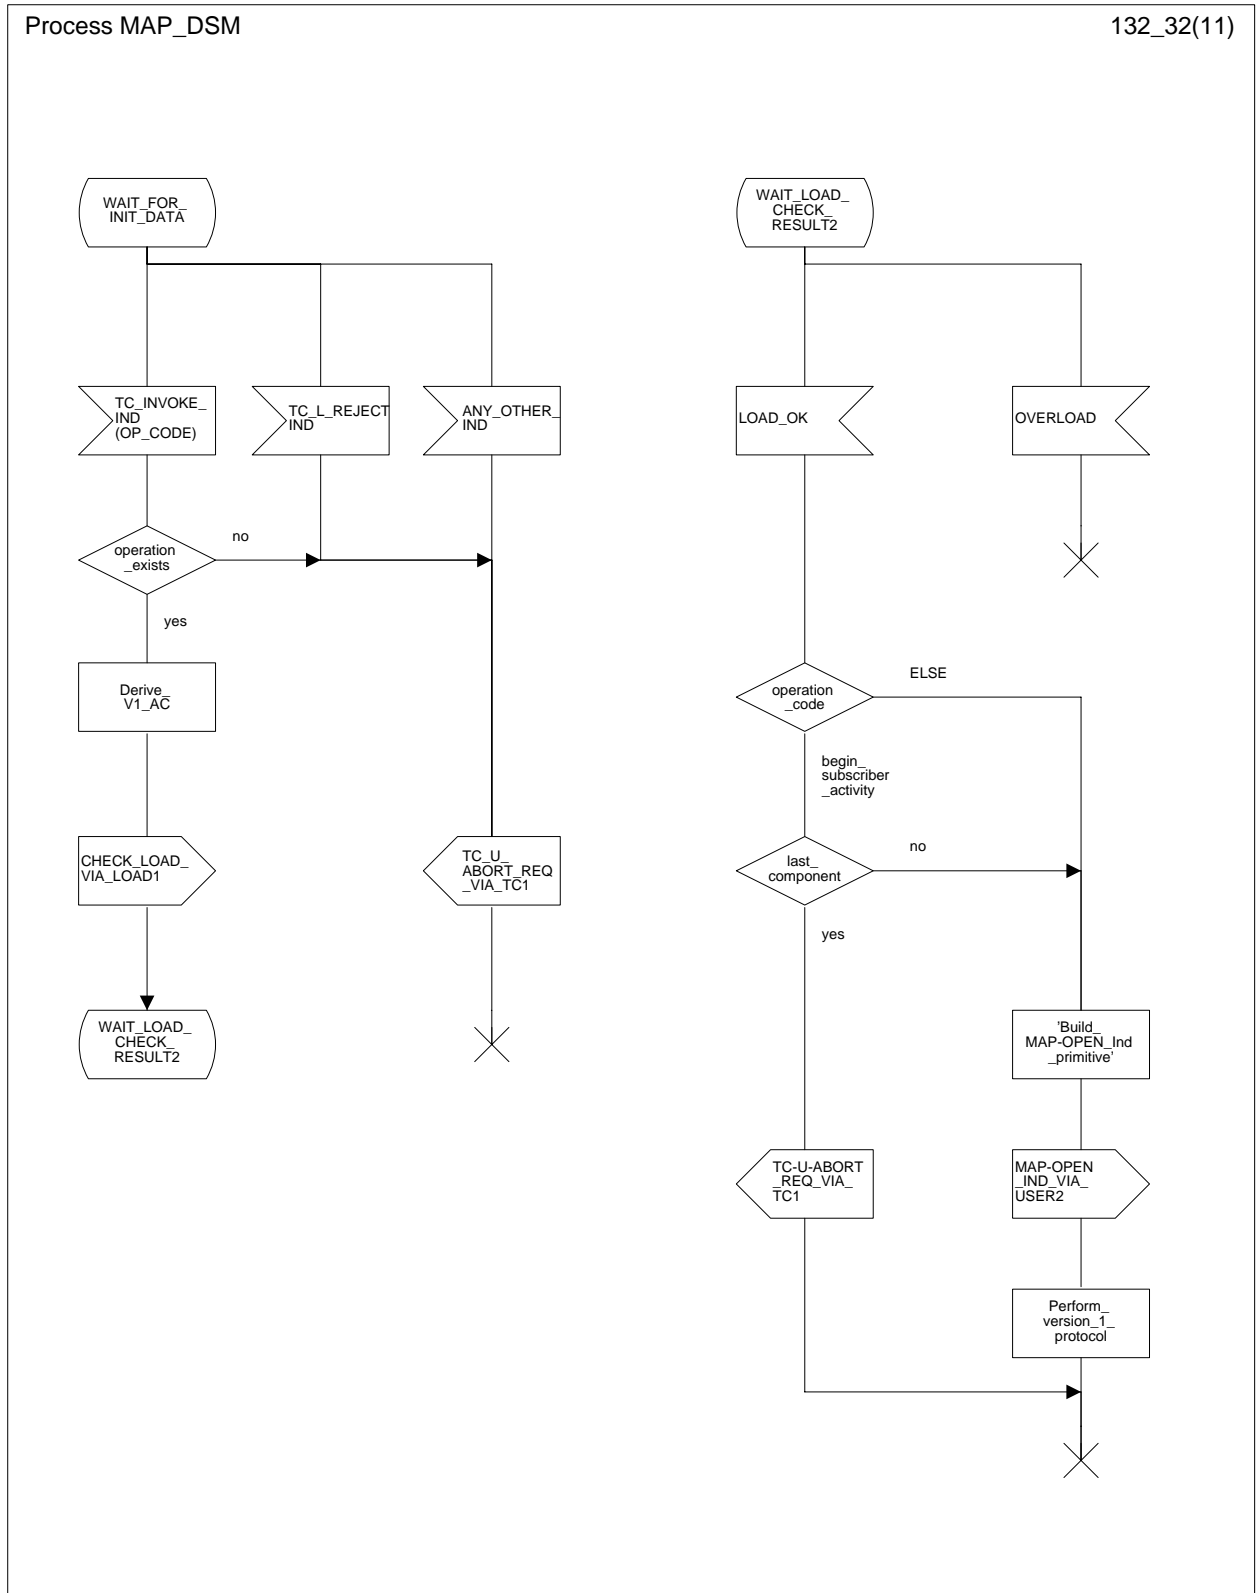 Process MAP_DSM
132_32(11)
WAIT_FOR_
INIT_DATA
TC_INVOKE_
IND
(OP_CODE)
TC_L_REJECT
IND
ANY_OTHER_
IND
operation
_exists
no
yes
Derive_
V1_AC
CHECK_LOAD_
VIA_LOAD1
TC_U_
ABORT_REQ
_VIA_TC1
WAIT_LOAD_
CHECK_
RESULT2
WAIT_LOAD_
CHECK_
RESULT2
LOAD_OK
OVERLOAD
operation
_code
ELSE
begin_
subscriber
_activity
last_
component
no
yes
'Build_
MAP-OPEN_Ind
_primitive'
TC-U-ABORT
_REQ_VIA_
TC1
MAP-OPEN
_IND_VIA_
USER2
Perform_
version_1_
protocol